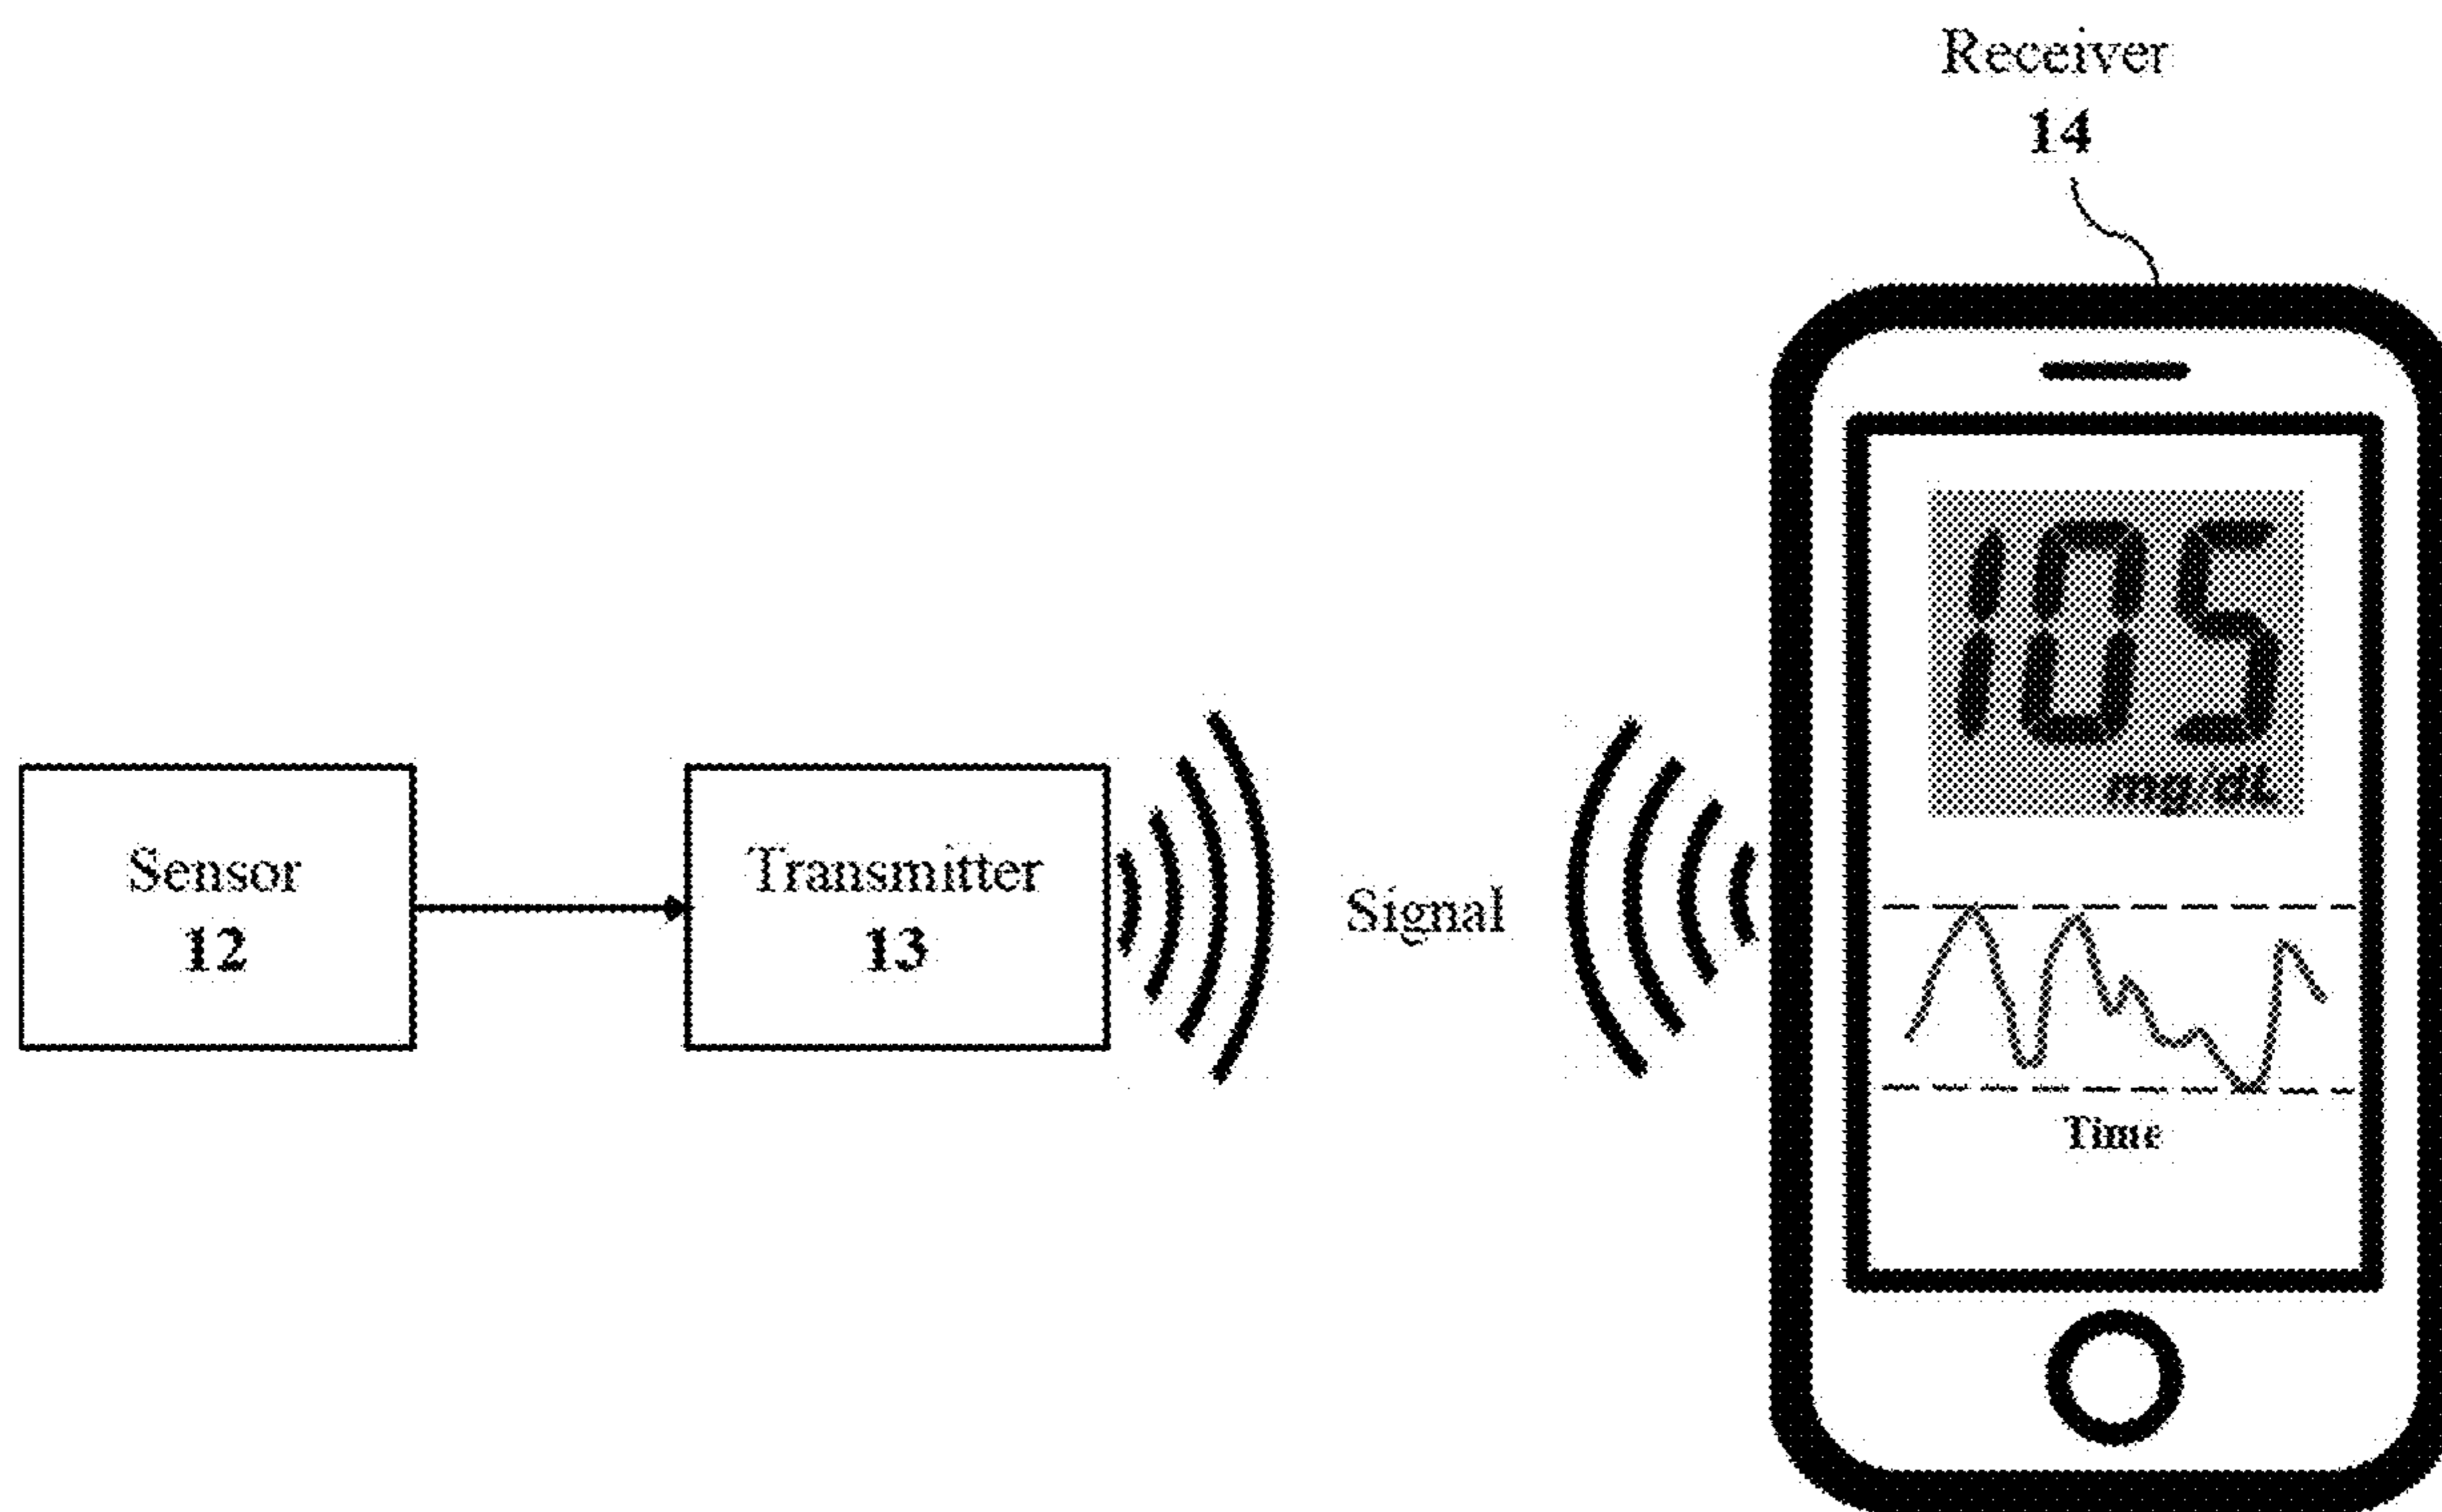 Receiver
14
105
mg/dL
Sensor
12
Transmitter
13
Signal
Time